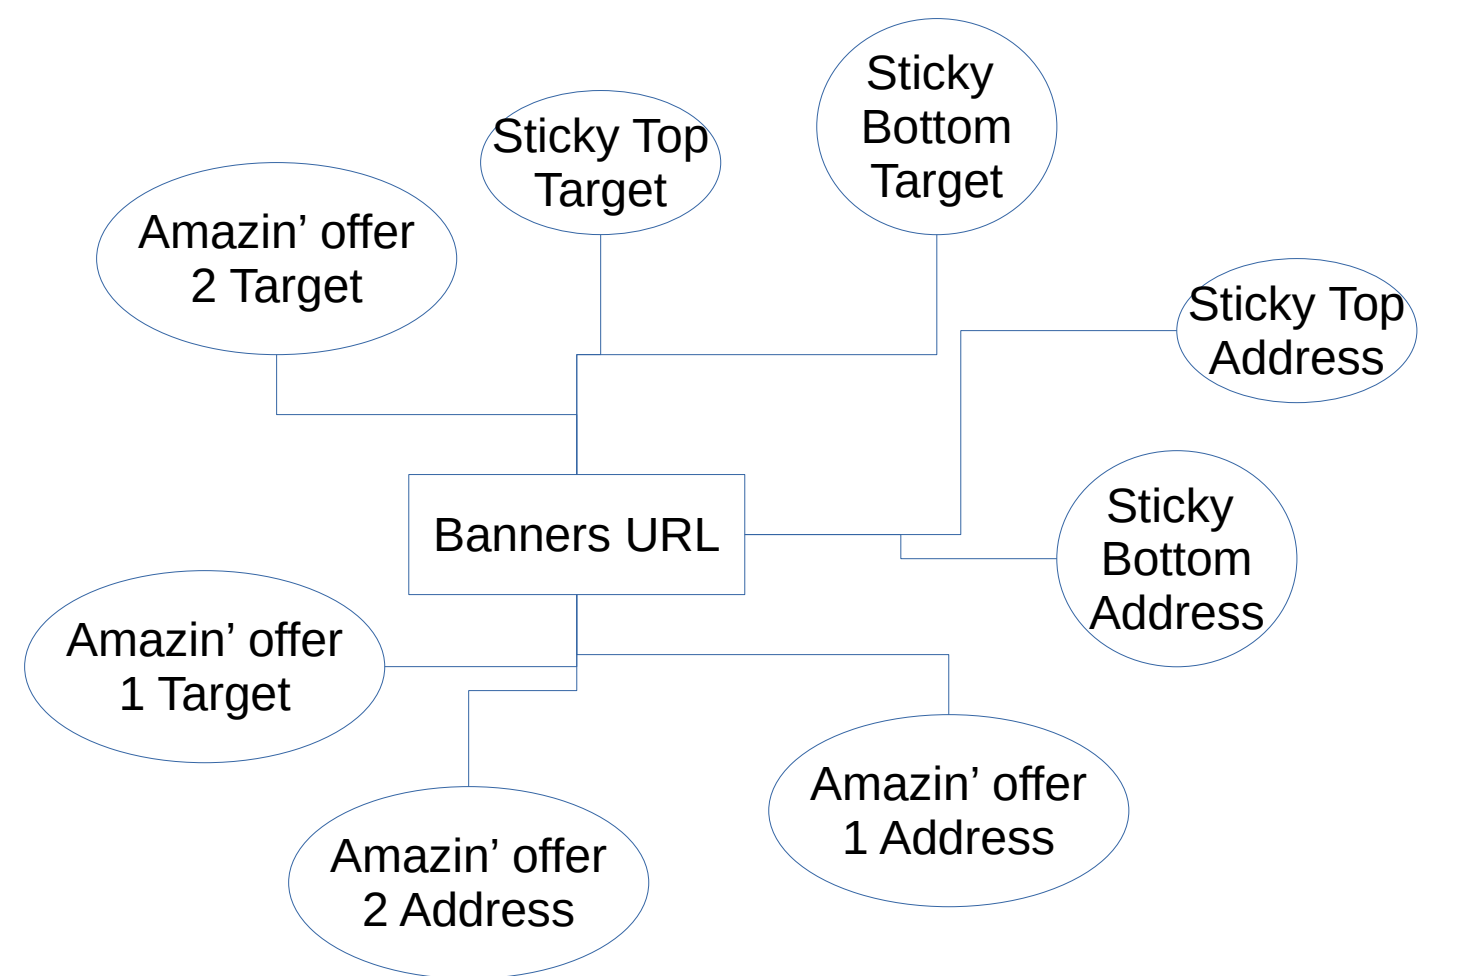 Sticky
Bottom
Target
Sticky Top
Target
Amazin’ offer
2 Target
Sticky Top
Address
Banners URL
Sticky
Bottom
Address
Amazin’ offer
1 Target
Amazin’ offer
1 Address
Amazin’ offer
2 Address